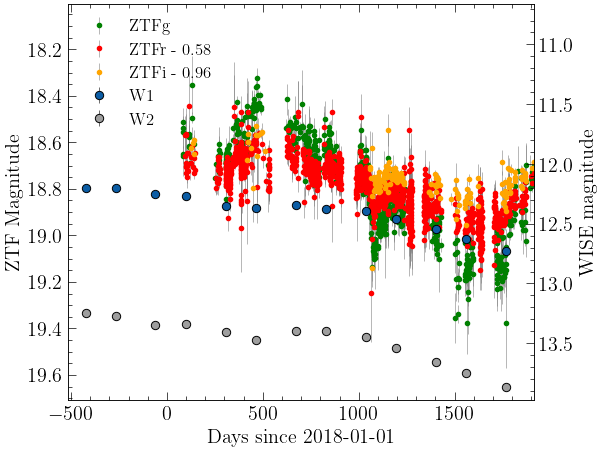 ZTFg
ZTFr - 0.58
ZTFi - 0.96
W1
W2
18.2
18.4
18.6
18.8
19.0
19.2
19.4
19.6
ZTF Magnitude
11.0
11.5
12.0
12.5
13.0
13.5
WISE magnitude
−500
0
500
1000
1500
Days since 2018-01-01